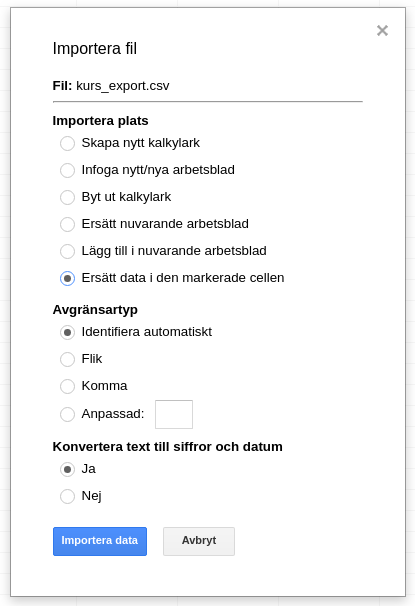 Importera fil
Fil: kurs_export.csv
Importera plats
Skapa nytt kalkylark
Infoga nytt/nya arbetsblad
Byt ut kalkylark
Ersätt nuvarande arbetsblad
Lägg till i nuvarande arbetsblad
Ersätt data i den markerade cellen
Avgränsartyp
Identifiera automatiskt
Flik
Komma
Anpassad:
Konvertera text till siffror och datum
Ja
Nej
Importera data Avbryt